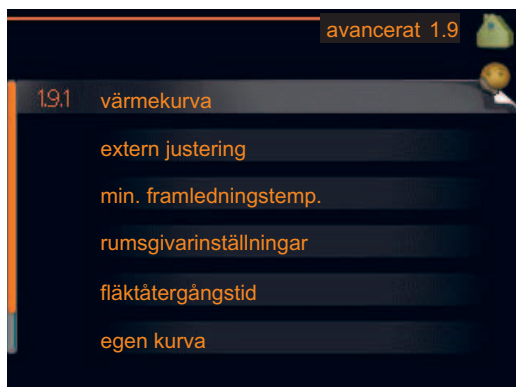 avancerat 1.9
1.9.1 värmekurva
extern justering
min. framledningstemp.
rumsgivarinställningar
fläktåtergångstid
egen kurva